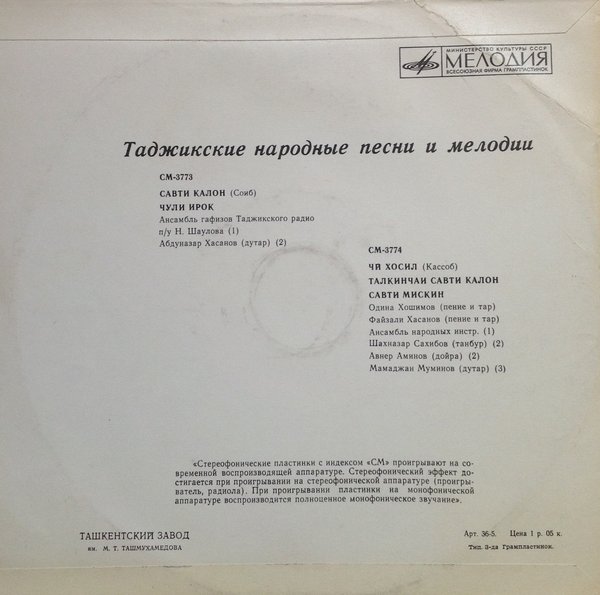 МИНИСТЕРСТВО КУЛЬТУРЫ СССР
МЕЛОДИЯ
ВСЕСОЮЗНАЯ ФИРМА ГРАМПЛАСТИНОК
Таджикские народные песни и мелодии
СМ-3773
САВТИ КАЛОН (Соиб)
ЧУЛИ ИРОК
Ансамбль гафизов Таджикского радио
п/у Н. Шаулова (1)
Абдуназар Хасанов (дутар) (2)
СМ-3774
ЧӢ ХОСИЛ (Кассоб)
ТАЛКИНЧАИ САВТИ КАЛОН
САВТИ МИСКИН
Одина Хошимов (пение и тар)
Файзали Хасанов (пение и тар)
Ансамбль народных инстр. (1)
Шахназар Сахибов (танбур) (2)
Авнер Аминов (дойра) (2)
Мамаджан Муминов (дутар) (3)
«Стереофонические пластинки с индексом «СМ» проигрывают на со-
временной воспроизводящей аппаратуре. Стереофонический эффект до-
стигается при проигрывании на стереофонической аппаратуре (проигры-
ватель, радиола). При проигрывании пластинки на монофонической
аппаратуре воспроизводится полноценное монофоническое звучание».
ТАШКЕНТСКИЙ ЗАВОД
им. М. Т. ТАШМУХАМЕДОВА
Арт. 36-5. Цена 1 р. 05 к.
Тип. З-да Грампластинок.